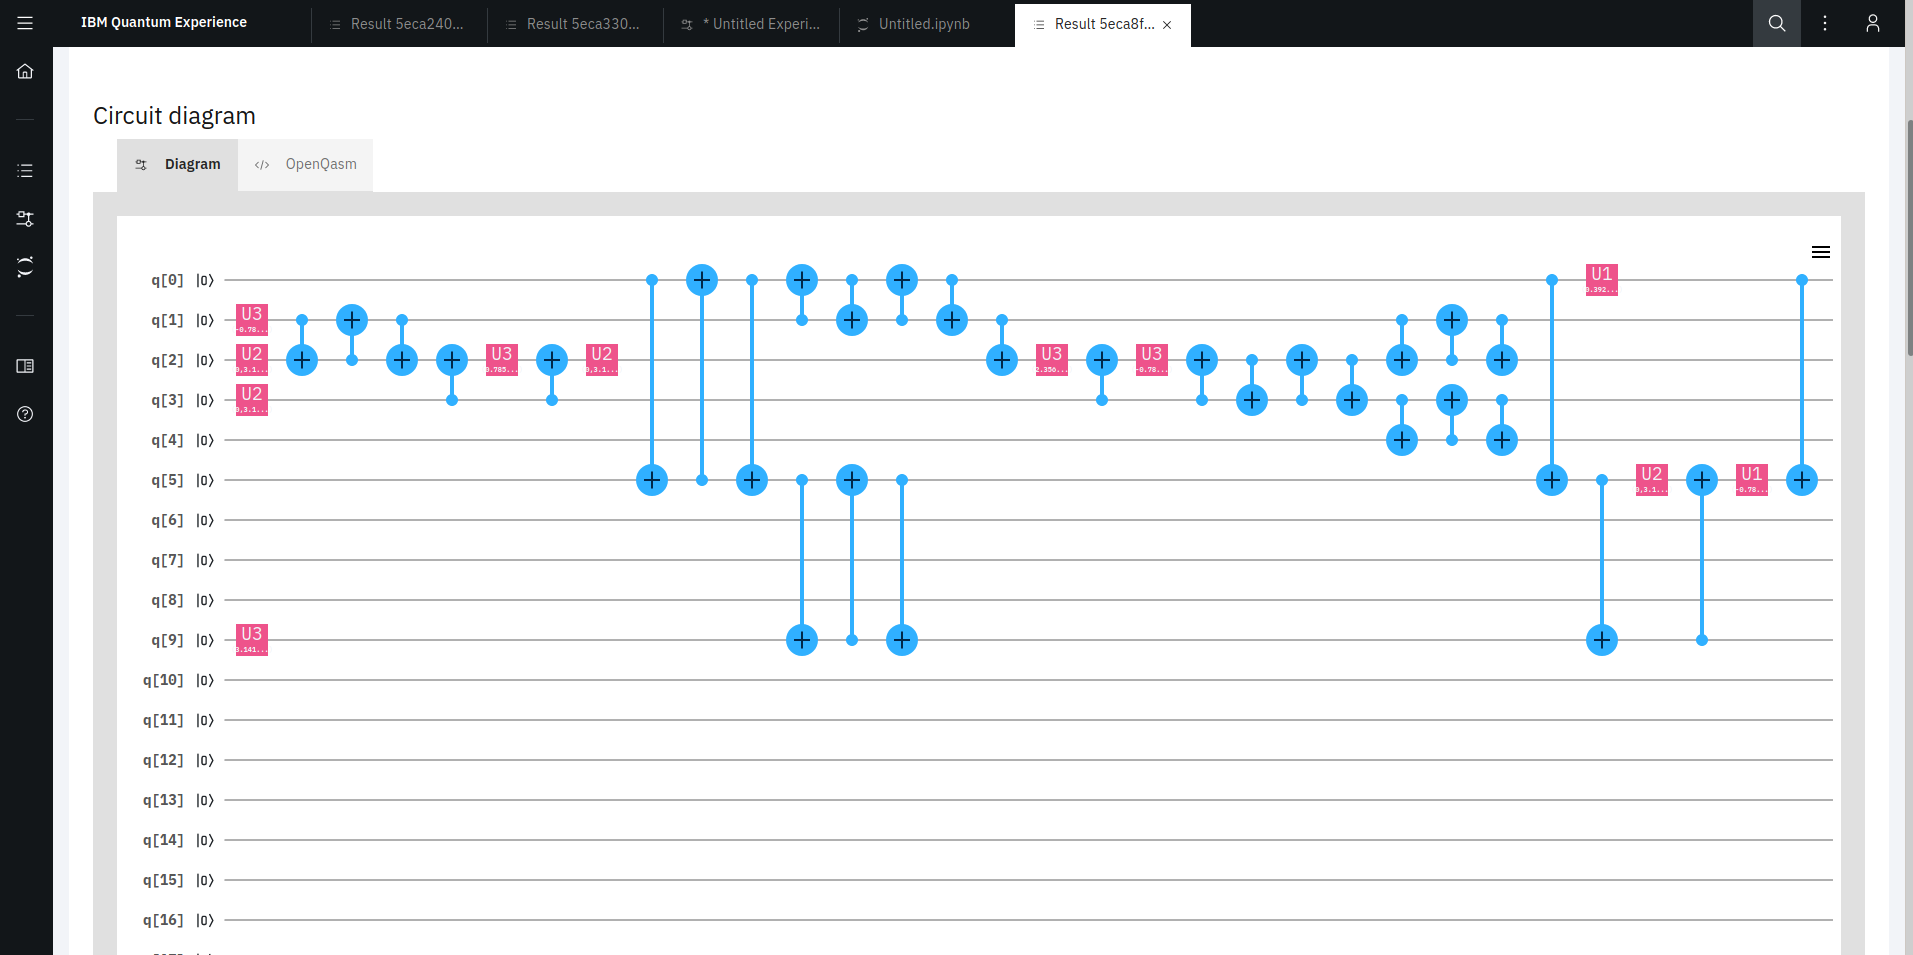 IBM Quantum Experience
Result 5eca240...
Result 5eca330...
* Untitled Experi...
Untitled.ipynb
Result 5eca8f...
Circuit diagram
Diagram
OpenQasm
q[0] |0⟩ U1 0.392...
q[1] |0⟩ U3 -0.78...
q[2] |0⟩ U2 0,3.1... U3 0.785... U2 0,3.1... U3 2.356... U3 -0.78...
q[3] |0⟩ U2 0,3.1...
q[4] |0⟩
q[5] |0⟩ U2 0,3.1... U1 -0.78...
q[6] |0⟩
q[7] |0⟩
q[8] |0⟩
q[9] |0⟩ U3 3.141...
q[10] |0⟩
q[11] |0⟩
q[12] |0⟩
q[13] |0⟩
q[14] |0⟩
q[15] |0⟩
q[16] |0⟩